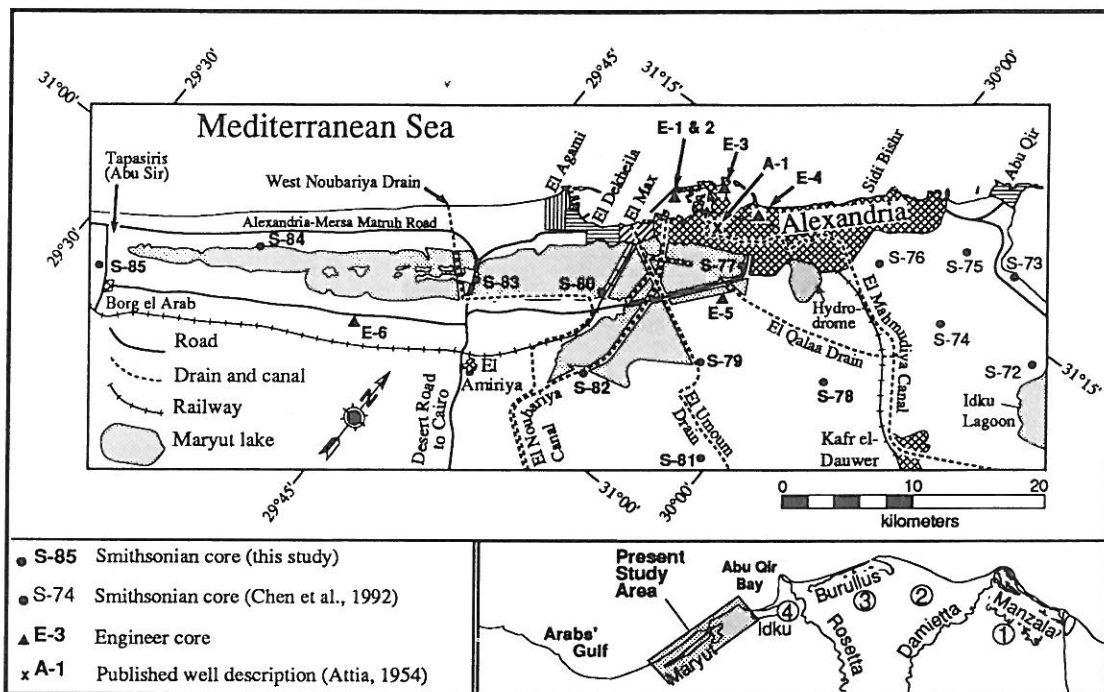 31°00'
29°30'
29°45'
31°15'
30°00'
Mediterranean Sea
Tapasiris
(Abu Sir)
West Noubariya Drain
El Agami
El Dekheila
El Max
E-1 & 2
E-3
A-1
E-4
Sidi Bishr
Abu Qir
Alexandria
Alexandria-Mersa Matruh Road
29°30'
S-84
S-85
S-83
S-80
S-77
S-76
S-75
S-73
Borg el Arab
E-6
E-5
Hydro-
drome
El Mahmudiya Canal
S-74
El Qalaa Drain
Road
Drain and canal
Railway
Maryut lake
N
El
Amiriya
Desert Road
to Cairo
S-82
S-79
S-78
S-72
31°15'
El Noubariya
Canal
El Umoum
Drain
Idku
Lagoon
S-81
Kafr el-
Dauwer
29°45'
31°00'
30°00'
0 10 20
kilometers
S-85 Smithsonian core (this study)
S-74 Smithsonian core (Chen et al., 1992)
E-3 Engineer core
x A-1 Published well description (Attia, 1954)
Present
Study
Area
Abu Qir
Bay
Arabs'
Gulf
Maryut
4
Idku
Burullus
3
2
Rosetta
Damietta
Manzala
1